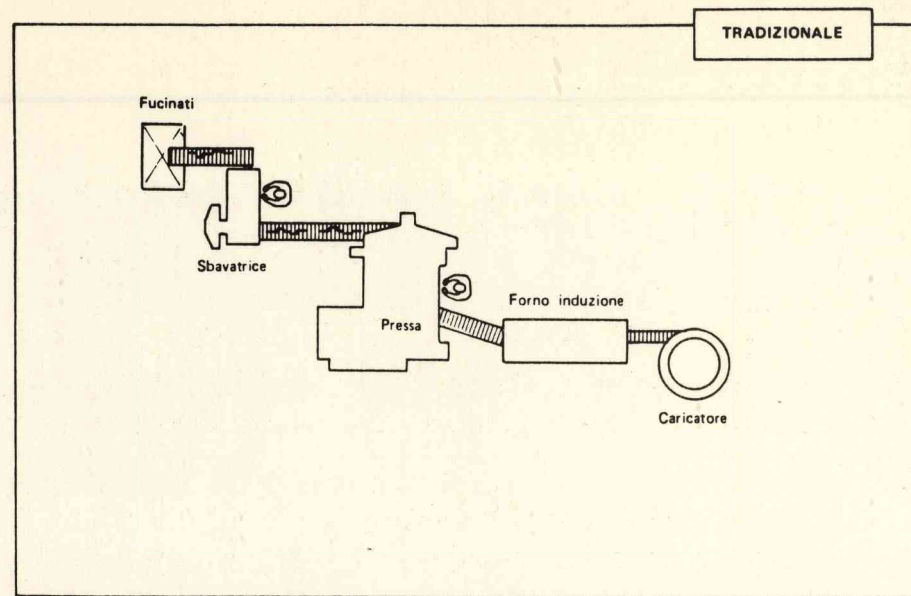 TRADIZIONALE
Fucinati
Sbavatrice
Forno induzione
Pressa
Caricatore